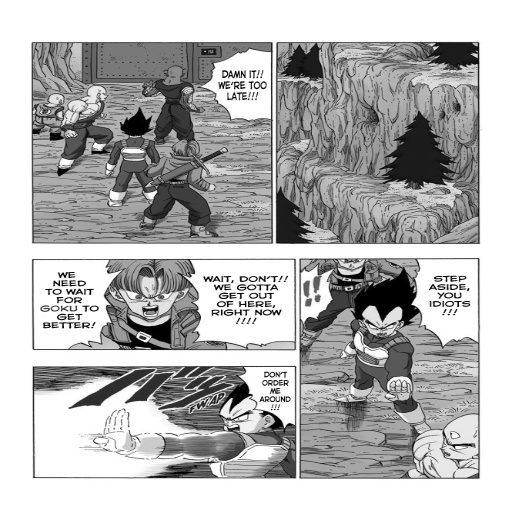 DAMN IT!!
WE'RE TOO
LATE!!!
WE
NEED
TO WAIT
FOR
GOKU TO
GET
BETTER!
WAIT, DON'T!!
WE GOTTA
GET OUT
OF HERE,
RIGHT NOW
!!!!
STEP
ASIDE,
YOU
IDIOTS
!!!
!!
DON'T
ORDER
ME
AROUND
!!!
FWAP